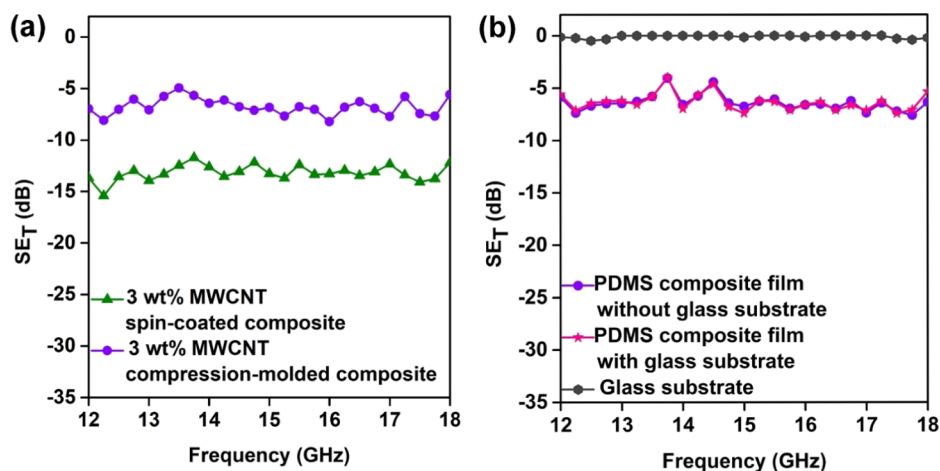 (a)
0
-5
-10
-15
-20
-25
-30
-35
SET (dB)
3 wt% MWCNT
spin-coated composite
3 wt% MWCNT
compression-molded composite
12 13 14 15 16 17 18
Frequency (GHz)
(b)
0
-5
-10
-15
-20
-25
-30
-35
SET (dB)
PDMS composite film
without glass substrate
PDMS composite film
with glass substrate
Glass substrate
12 13 14 15 16 17 18
Frequency (GHz)